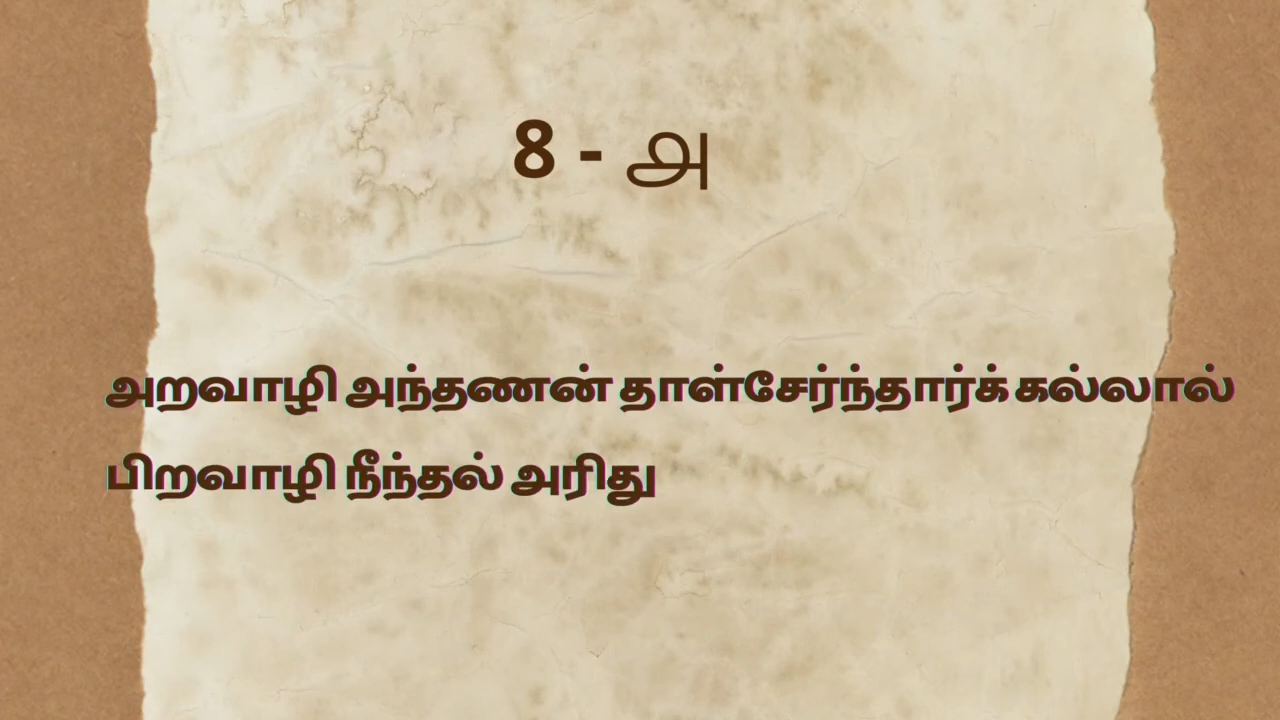 8 - அ
அறவாழி அந்தணன் தாள்சேர்ந்தார்க் கல்லால்
பிறவாழி நீந்தல் அரிது